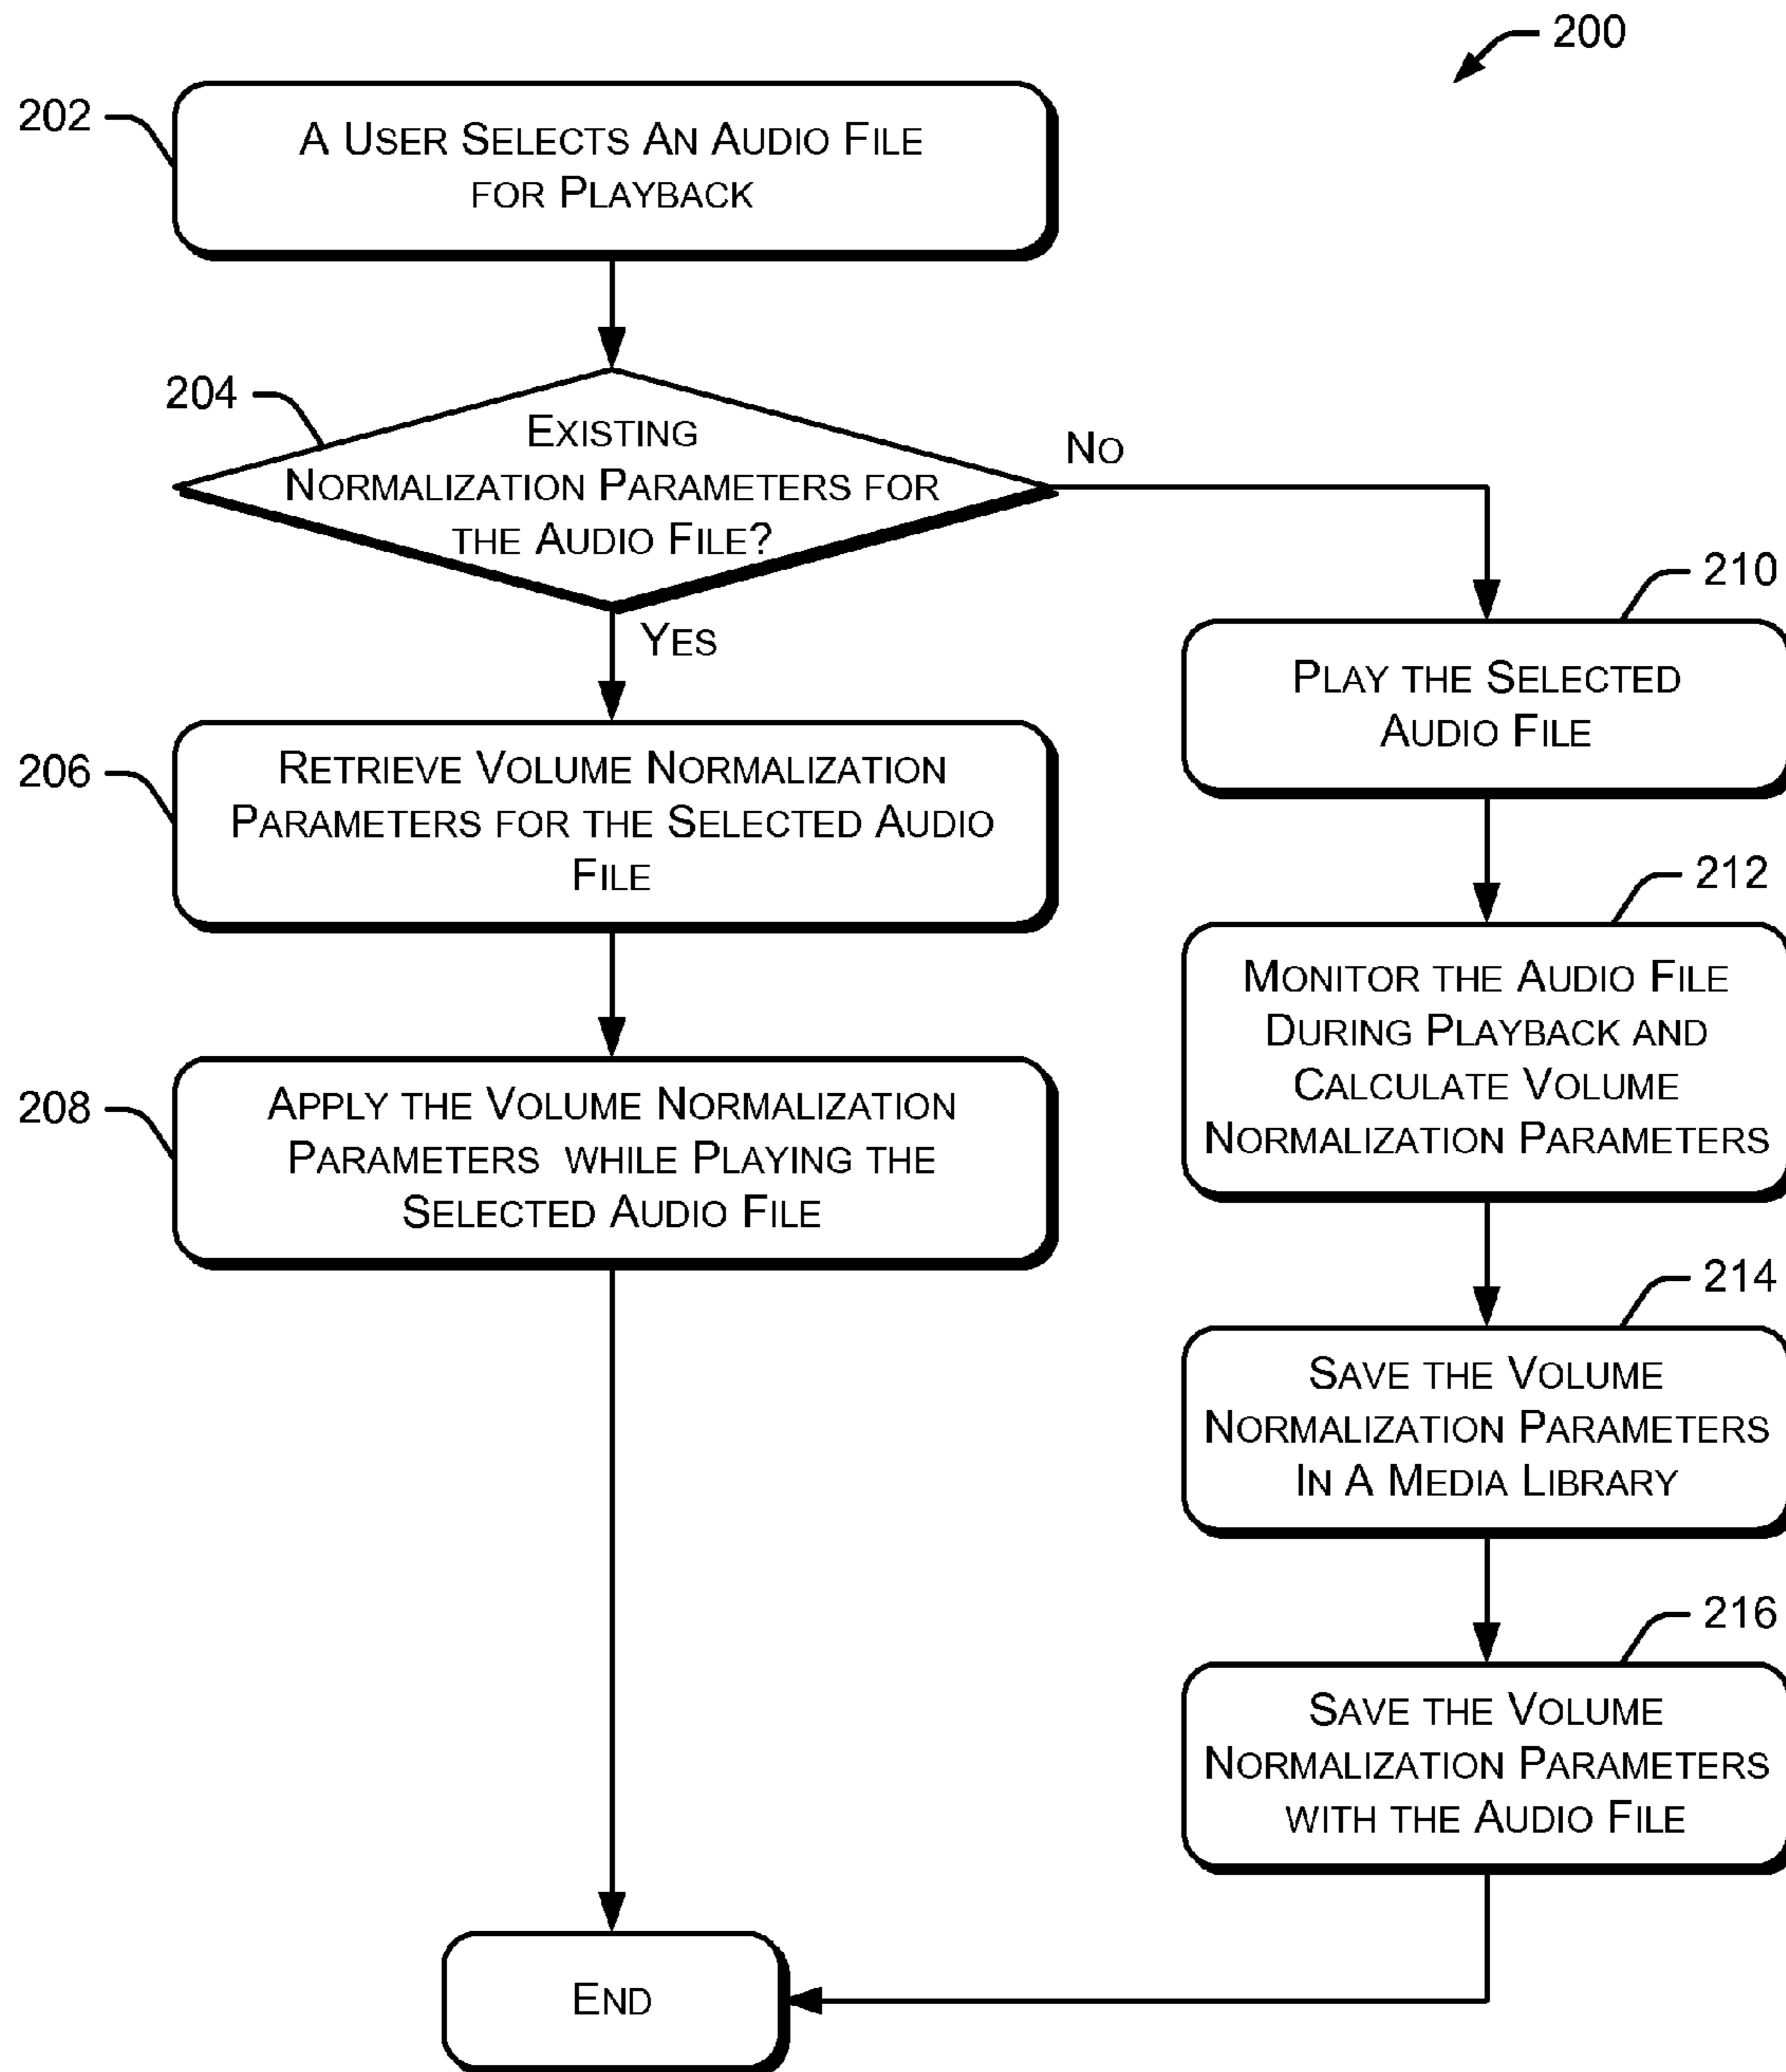 200
202
A User Selects An Audio File
for Playback
204
Existing
Normalization Parameters for
the Audio File?
No
Yes
206
Retrieve Volume Normalization
Parameters for the Selected Audio
File
208
Apply the Volume Normalization
Parameters while Playing the
Selected Audio File
210
Play the Selected
Audio File
212
Monitor the Audio File
During Playback and
Calculate Volume
Normalization Parameters
214
Save the Volume
Normalization Parameters
In A Media Library
216
Save the Volume
Normalization Parameters
with the Audio File
End